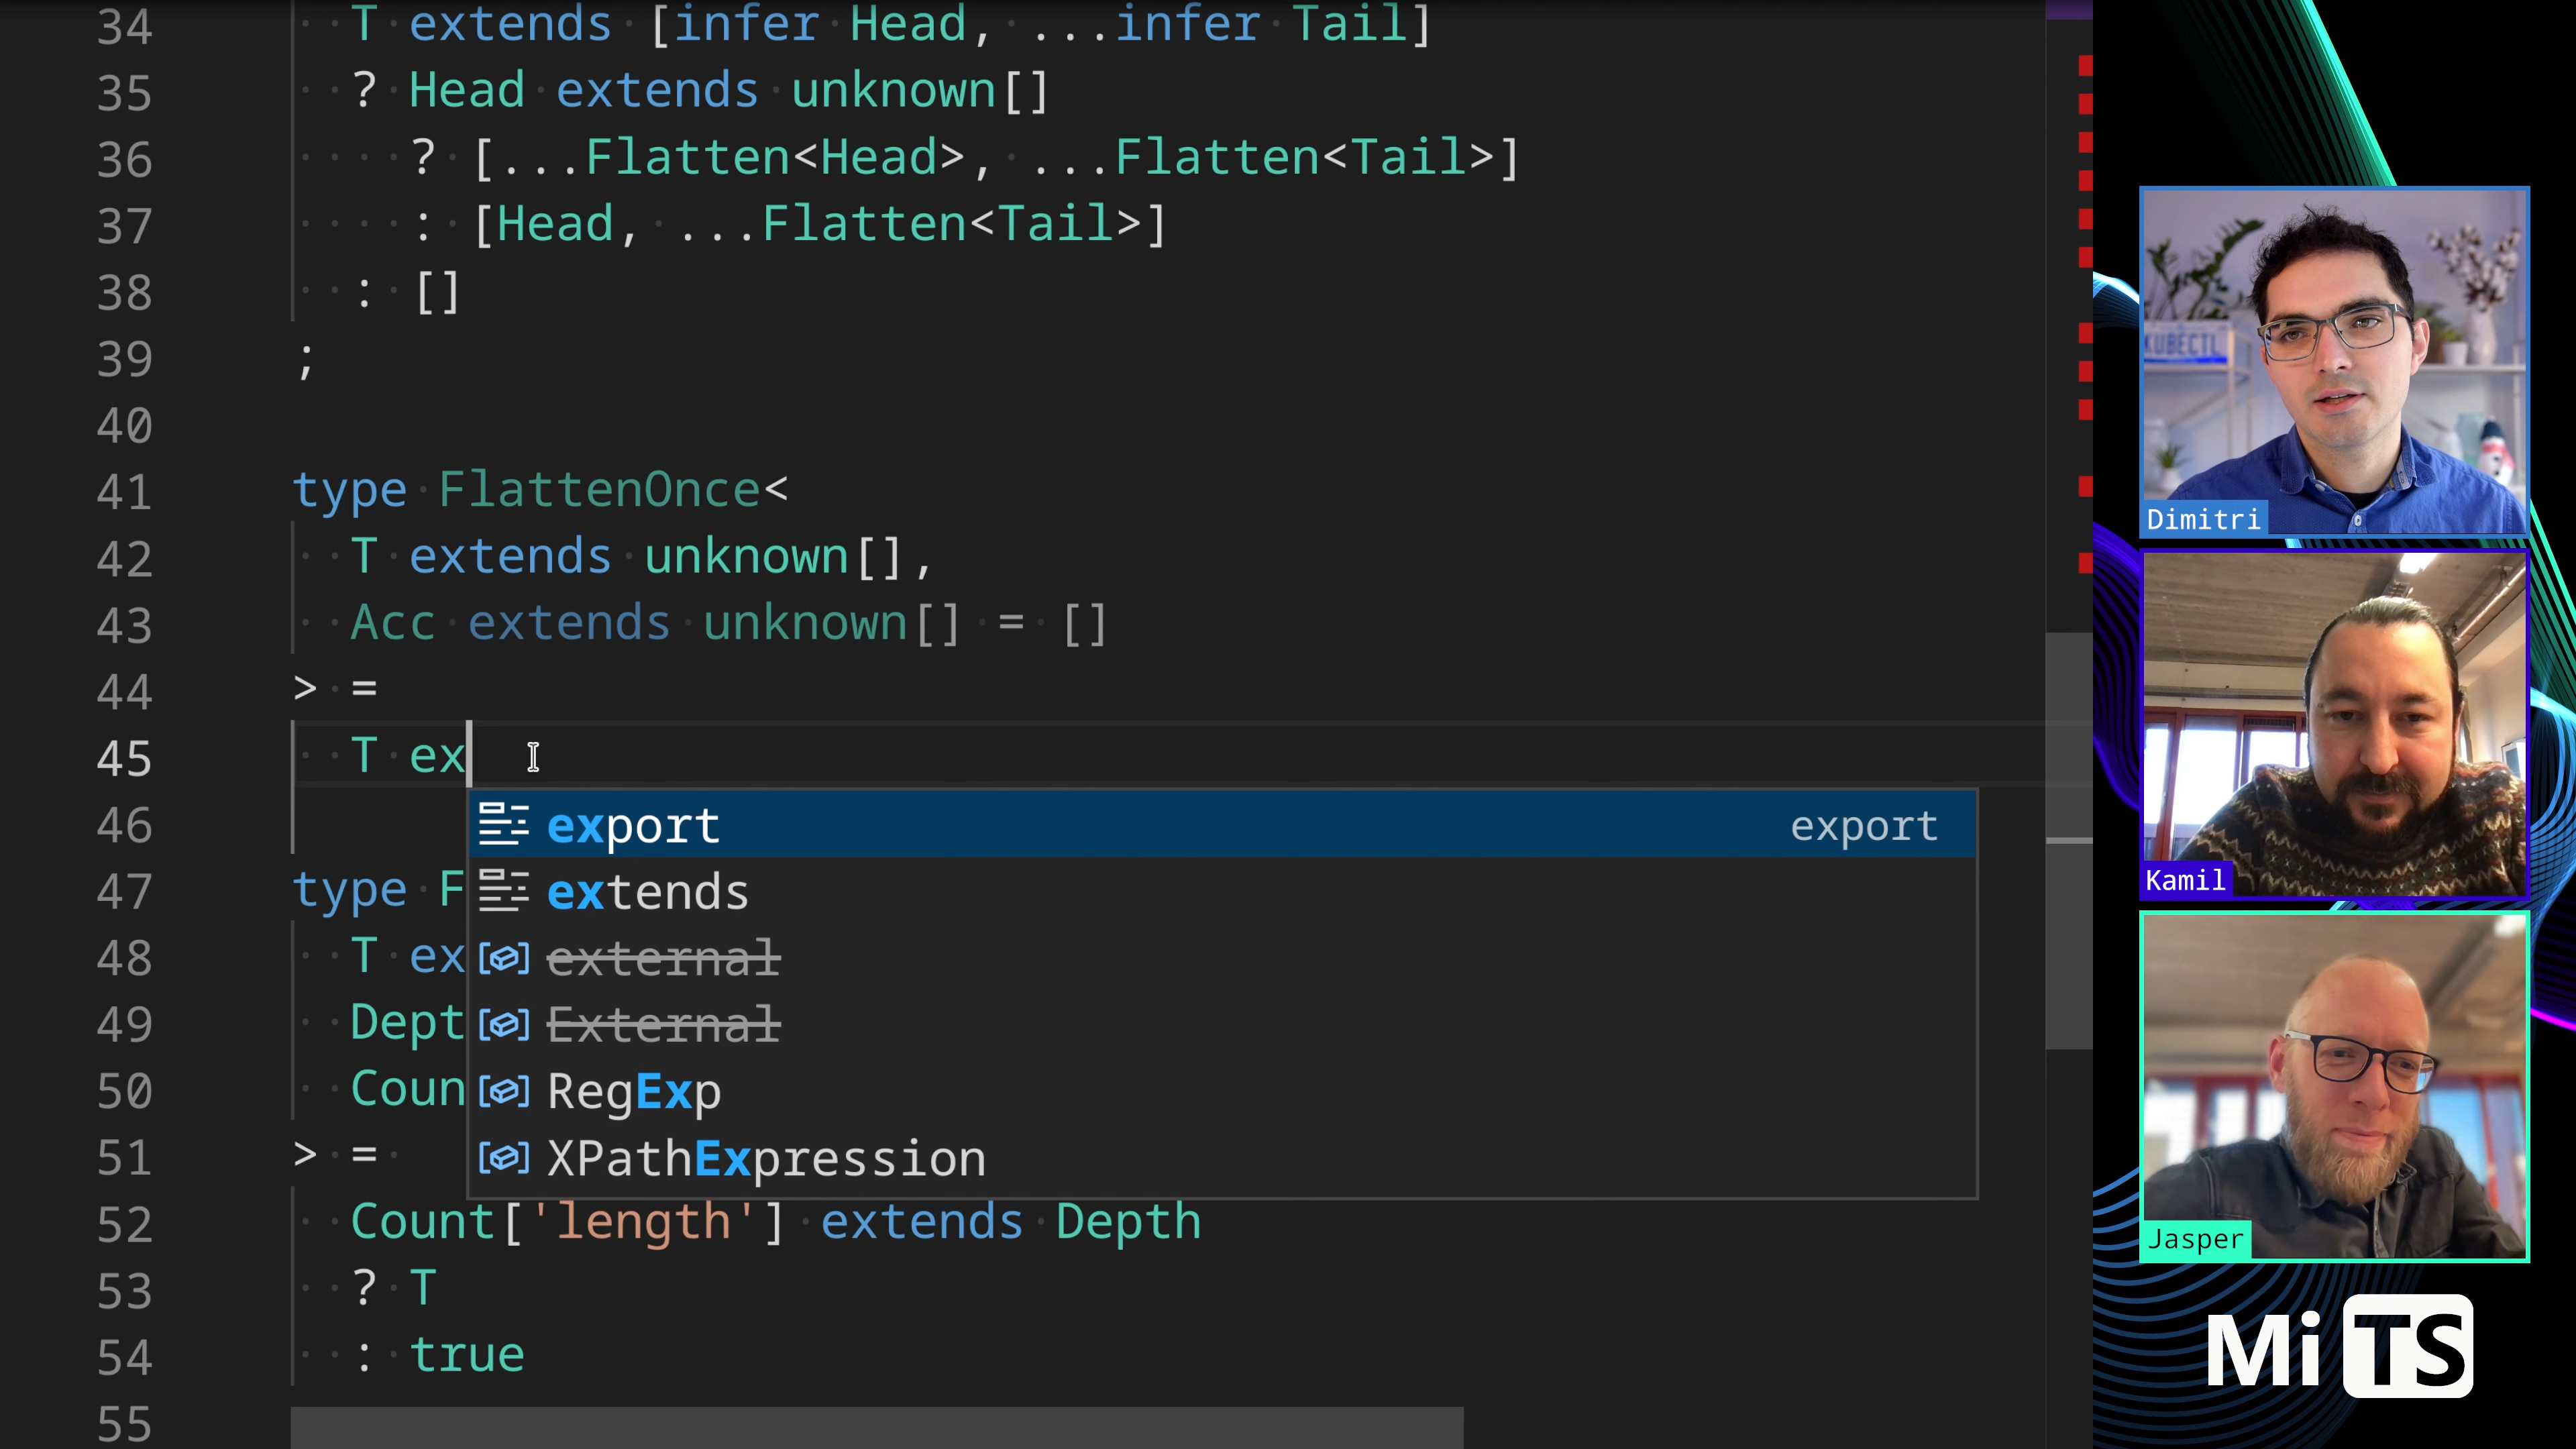 34 T extends [infer Head, ...infer Tail]
35 ? Head extends unknown[]
36 ? [...Flatten<Head>, ...Flatten<Tail>]
37 : [Head, ...Flatten<Tail>]
38 : []
39 ;
40
41 type FlattenOnce<
42 T extends unknown[],
43 Acc extends unknown[] = []
44 > =
45 T ex
46
export export
47 type F
extends
48 T ex
external
49 Dept
External
50 Coun
RegExp
51 > =
XPathExpression
52 Count['length'] extends Depth
53 ? T
54 : true
55
KUBECTL
Dimitri
Kamil
Jasper
Mi TS